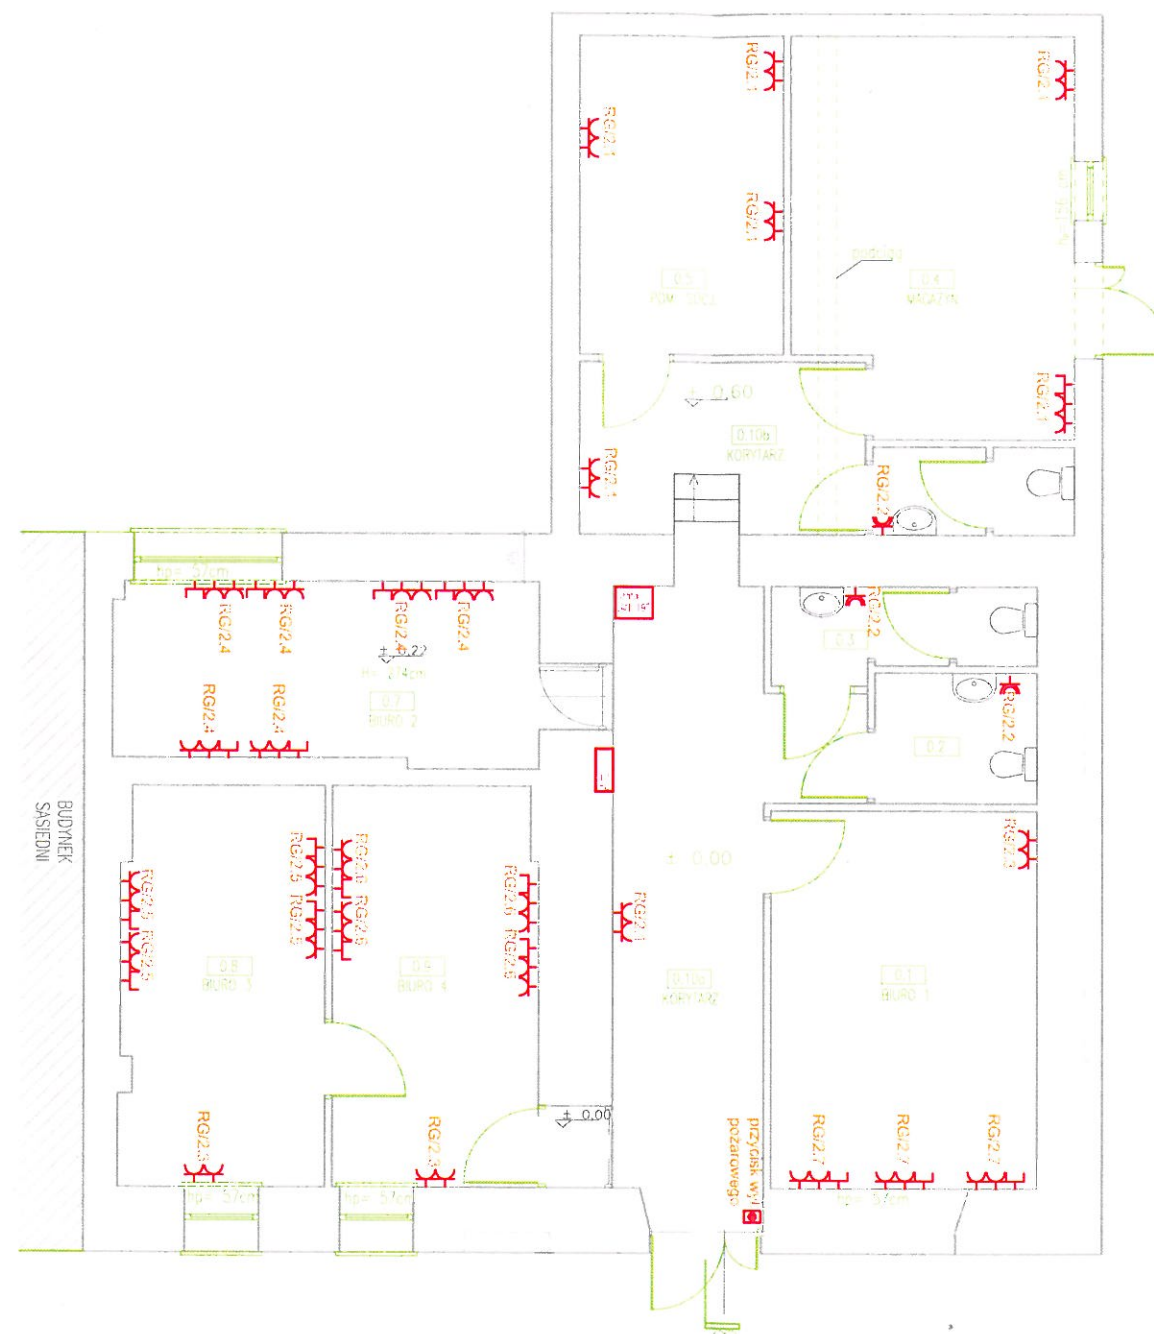 RG/2.1
RG/2.1
RG/2.1
RG/2.1
0.5
0.4
MAGAZYN
RG/2.1
± 0.60
0.10b
KORYTARZ
RG/2.1
RG/2.2
hp= 57cm
RG/2.4
RG/2.4
RG/2.4
RG/2.4
RG/2.2
0.3
0.7
BIURO 2
RG/2.4
RG/2.4
RG/2.2
0.2
BUDYNEK
SASIEDNI
± 0.00
RG/2.3
RG/2.5
RG/2.6
RG/2.6
RG/2.5
RG/2.5
RG/2.6
RG/2.6
RG/2.5
RG/2.1
0.8
BIURO 3
0.9
BIURO 4
0.10a
KORYTARZ
0.1
BIURO 1
± 0.00
RG/2.3
RG/2.3
przycisk wył
pożarowego
RG/2.7
RG/2.7
RG/2.7
hp= 57cm
hp= 57cm
hp= 57cm